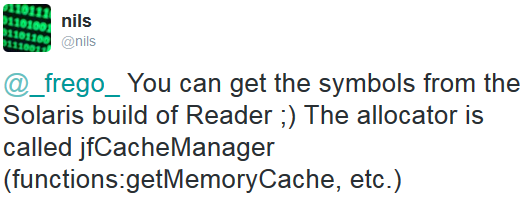 nils
@nils
@_frego_ You can get the symbols from the
Solaris build of Reader ;) The allocator is
called jfCacheManager
(functions:getMemoryCache, etc.)